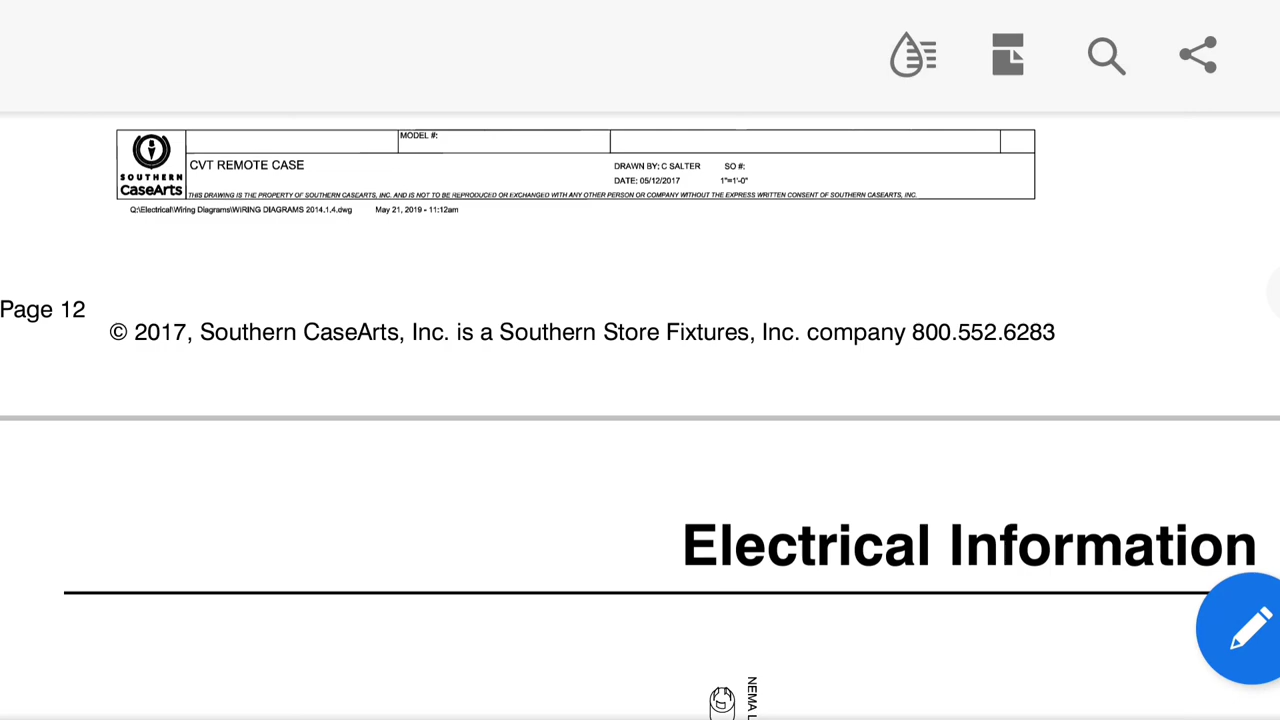 MODEL #:
CVT REMOTE CASE
DRAWN BY: C SALTER SO #:
DATE: 05/12/2017 1"=1'-0"
SOUTHERN
CaseArts
THIS DRAWING IS THE PROPERTY OF SOUTHERN CASEARTS, INC. AND IS NOT TO BE REPRODUCED OR EXCHANGED WITH ANY OTHER PERSON OR COMPANY WITHOUT THE EXPRESS WRITTEN CONSENT OF SOUTHERN CASEARTS, INC.
Q:\Electrical\Wiring Diagrams\WIRING DIAGRAMS 2014.1.4.dwg May 21, 2019 - 11:12am
Page 12
© 2017, Southern CaseArts, Inc. is a Southern Store Fixtures, Inc. company 800.552.6283
Electrical Information
NEMA L